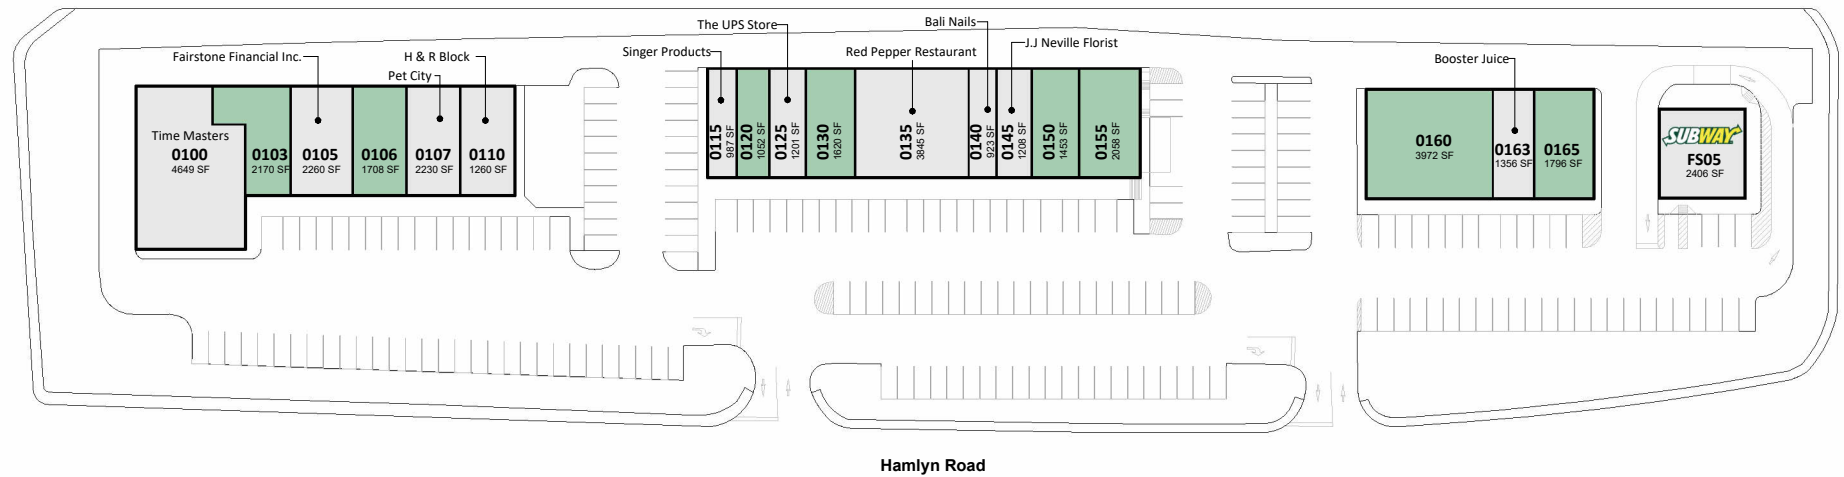 The UPS Store
Bali Nails
Singer Products
Red Pepper Restaurant
J.J Neville Florist
Fairstone Financial Inc.
H & R Block
Pet City
Booster Juice
Time Masters
0100
4649 SF
0103
2170 SF
0105
2260 SF
0106
1708 SF
0107
2230 SF
0110
1260 SF
0115
987 SF
0120
1052 SF
0125
1201 SF
0130
1620 SF
0135
3845 SF
0140
923 SF
0145
1208 SF
0150
1453 SF
0155
2058 SF
0160
3972 SF
0163
1356 SF
0165
1796 SF
SUBWAY
FS05
2406 SF
Hamlyn Road